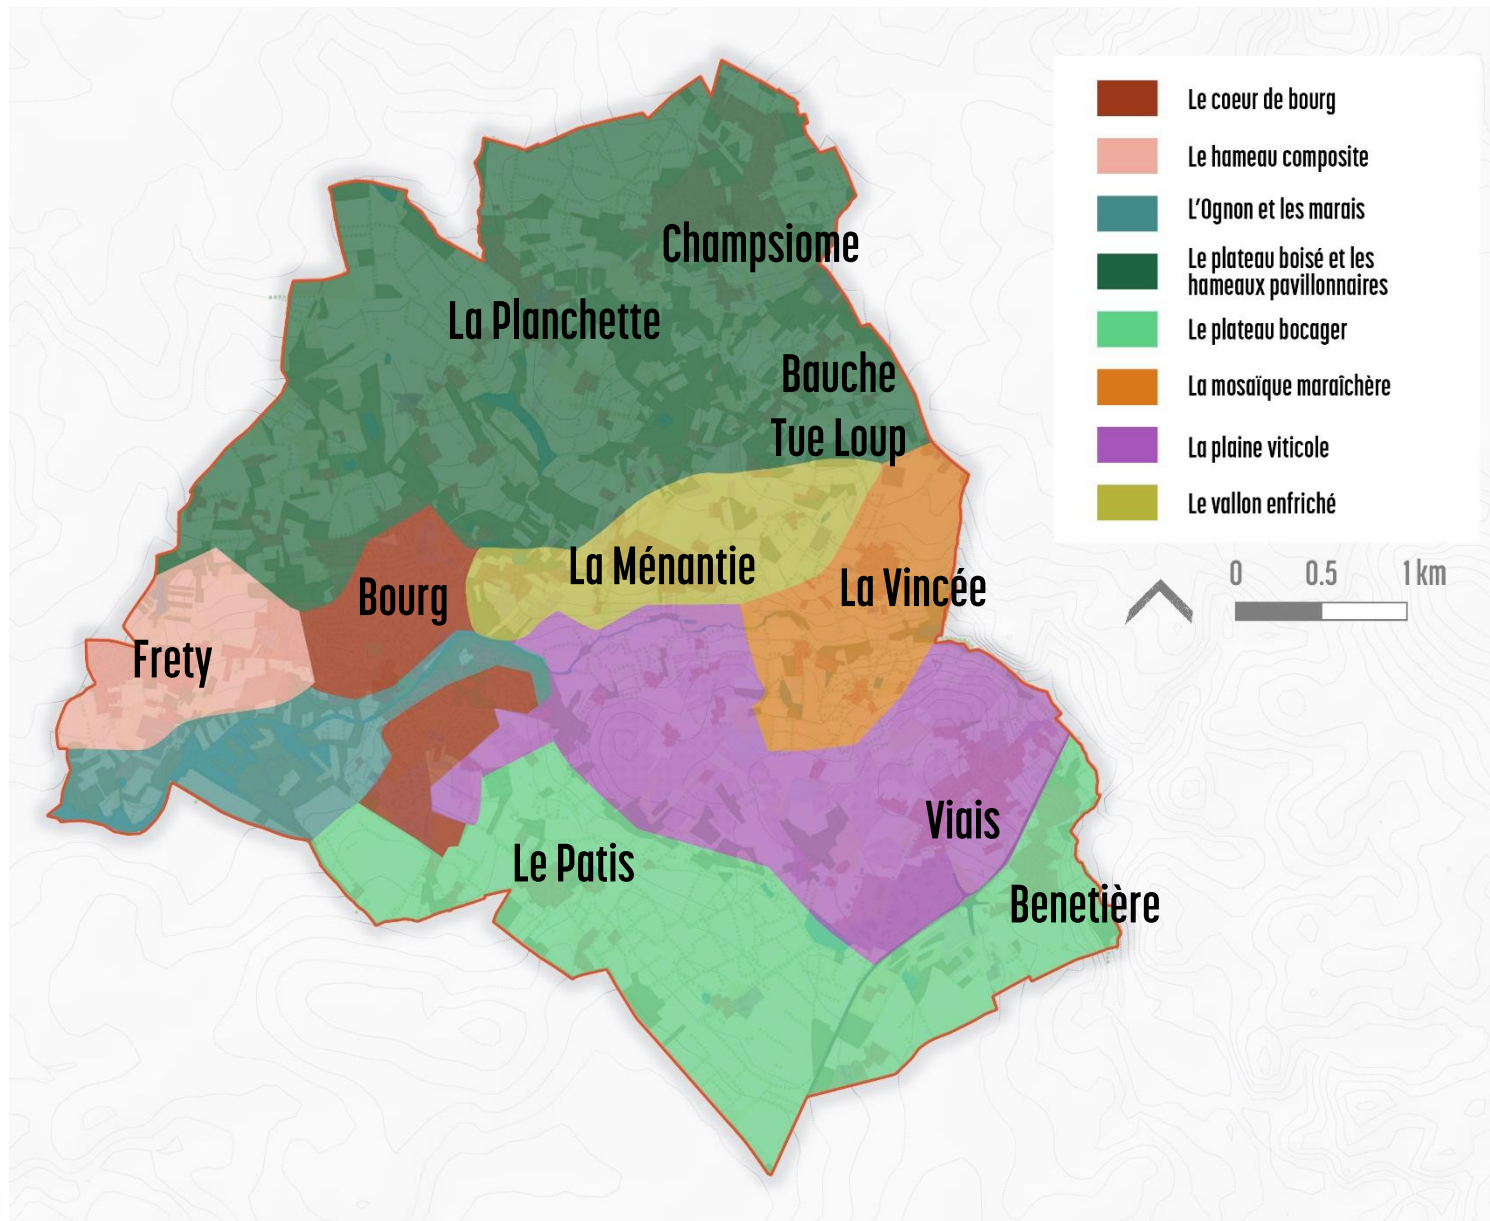 Champsiome
La Planchette
Bauche
Tue Loup
La Ménantie
La Vincée
Bourg
Frety
Viais
Le Patis
Benetière
Le coeur de bourg
Le hameau composite
L'Ognon et les marais
Le plateau boisé et les
hameaux pavillonnaires
Le plateau bocager
La mosaïque maraîchère
La plaine viticole
Le vallon enfriché
0 0.5 1 km